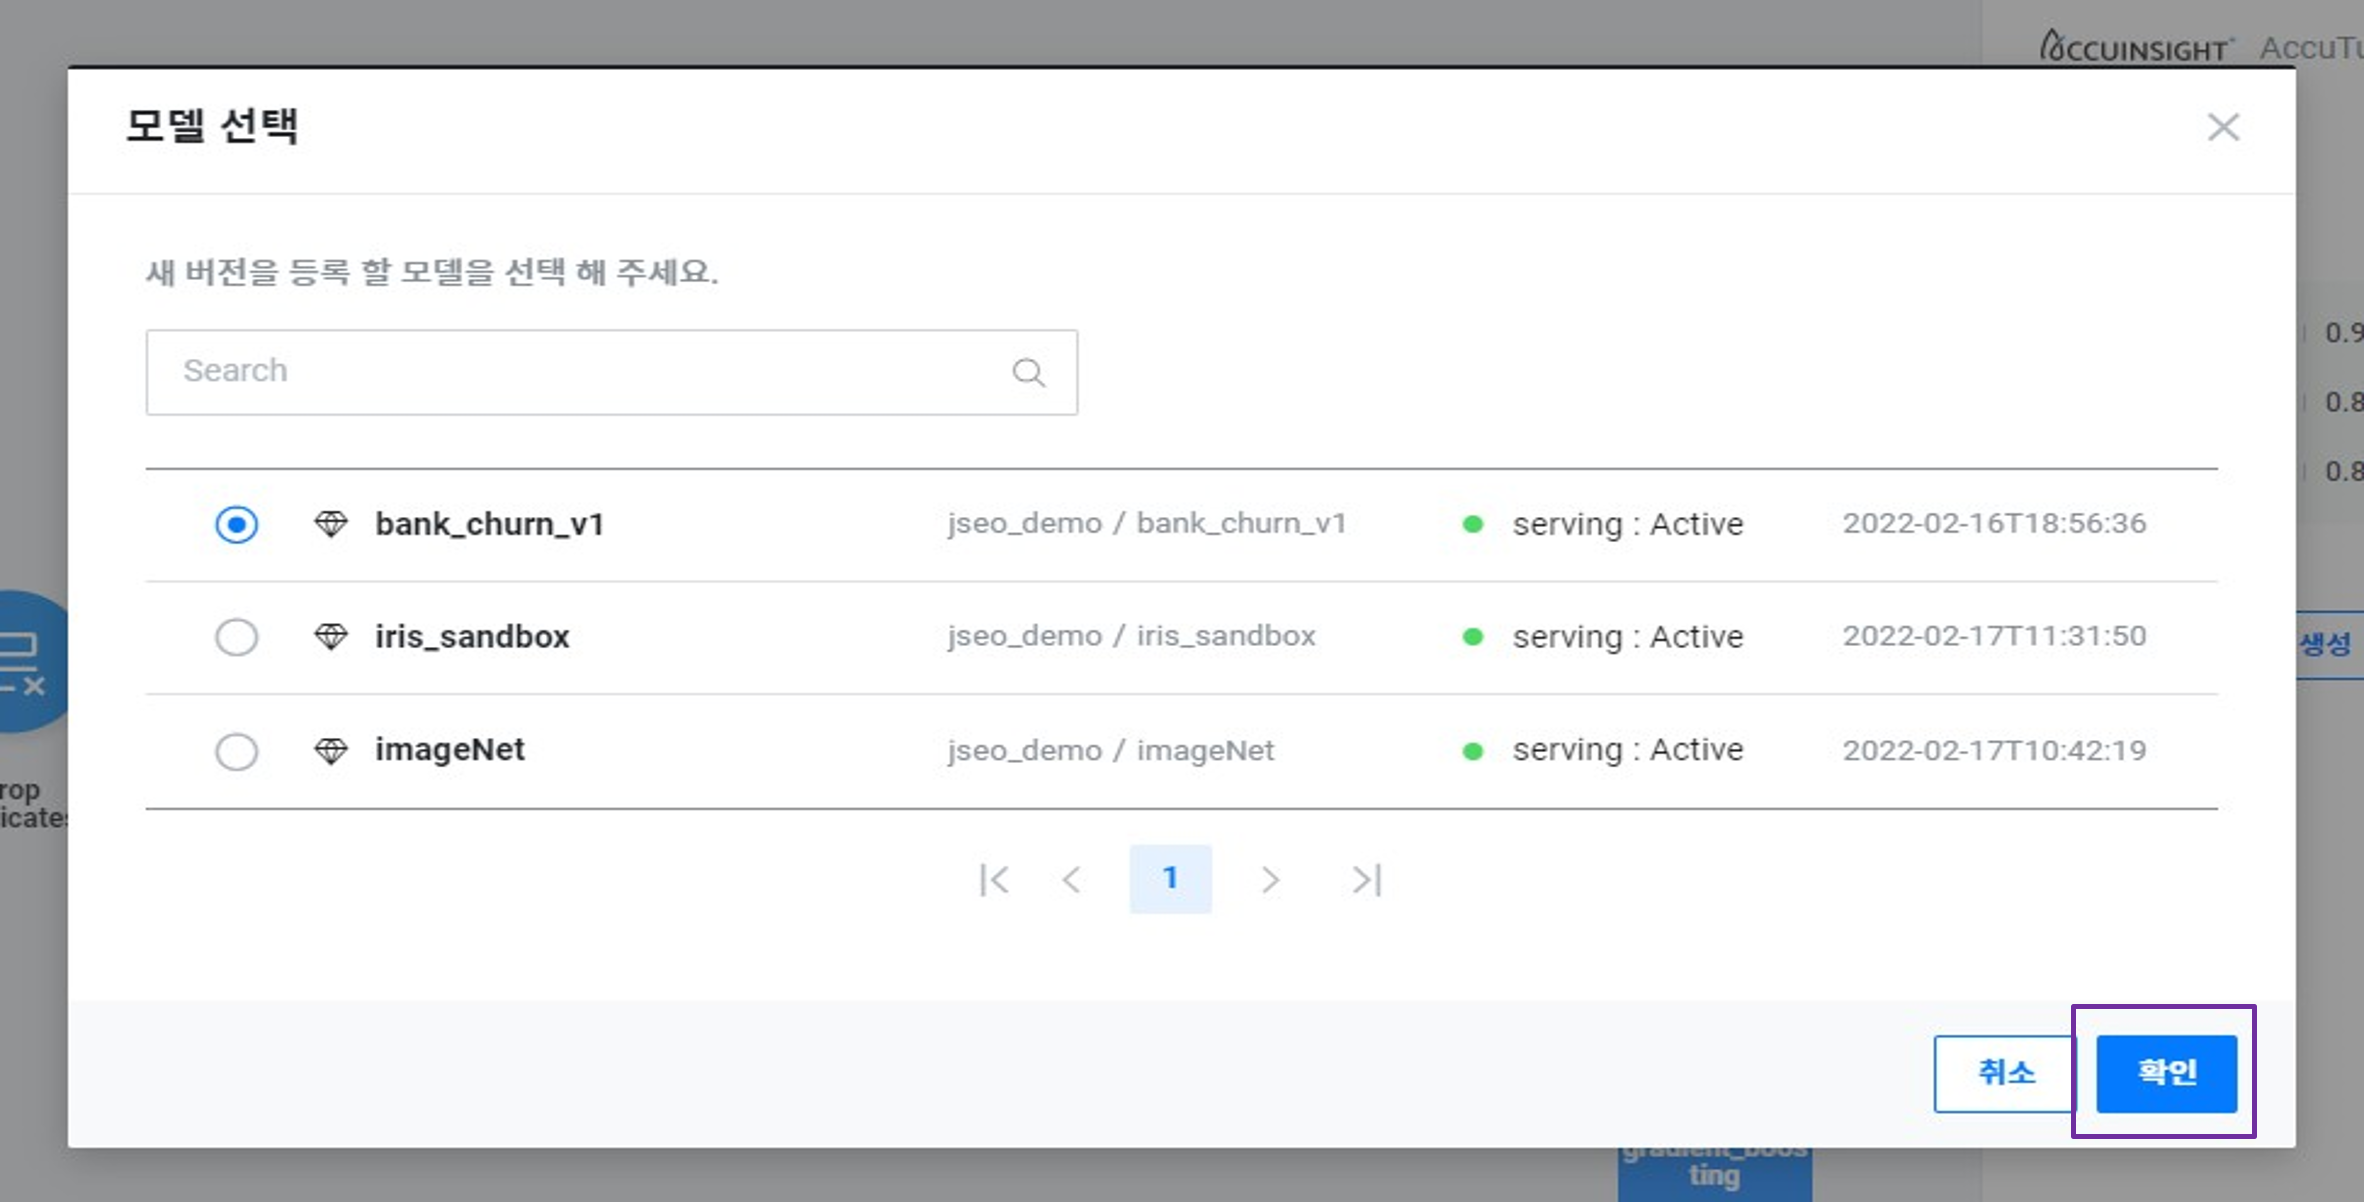 ACCUINSIGHT+ AccuTu
모델 선택
새 버전을 등록 할 모델을 선택 해 주세요.
Search
0.9
0.8
0.8
bank_churn_v1 jseo_demo / bank_churn_v1 serving : Active 2022-02-16T18:56:36
iris_sandbox jseo_demo / iris_sandbox serving : Active 2022-02-17T11:31:50
생성
imageNet jseo_demo / imageNet serving : Active 2022-02-17T10:42:19
rop
icates
1
취소 확인
gradient_boos
ting